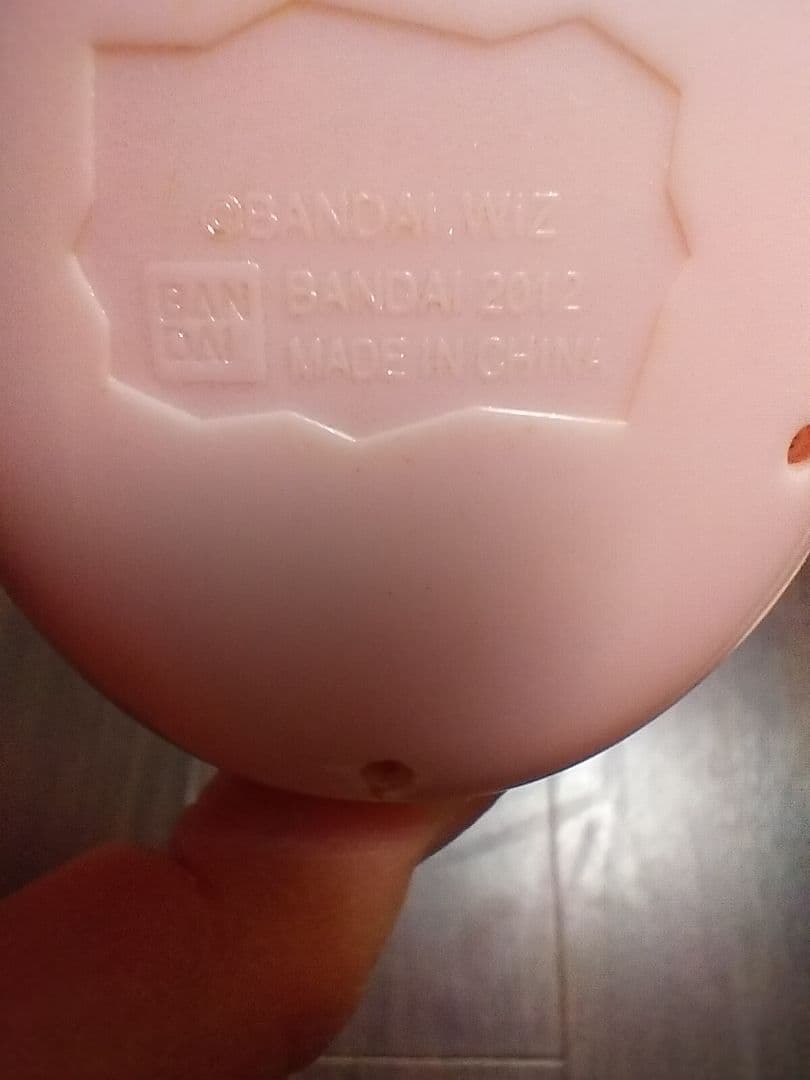 ©BANDAI, WiZ
BAN
DAI
BANDAI 2012
MADE IN CHINA